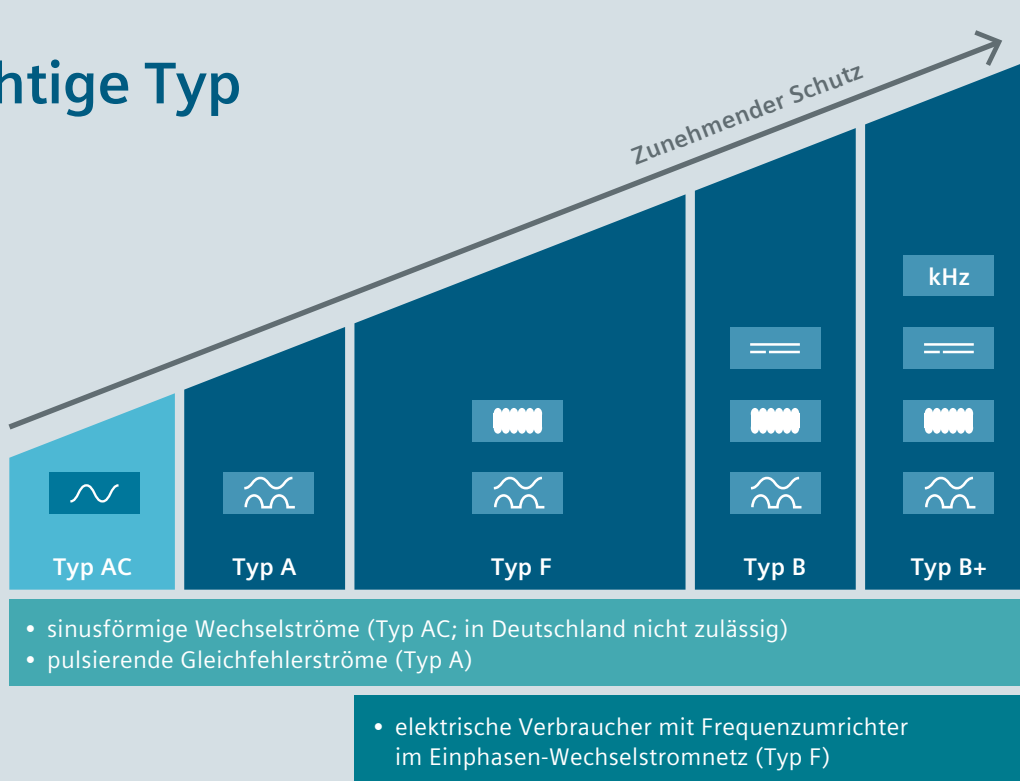 htige Typ
Zunehmender Schutz
kHz
Typ AC
Typ A
Typ F
Typ B
Typ B+
• sinusförmige Wechselströme (Typ AC; in Deutschland nicht zulässig)
• pulsierende Gleichfehlerströme (Typ A)
• elektrische Verbraucher mit Frequenzumrichter
im Einphasen-Wechselstromnetz (Typ F)